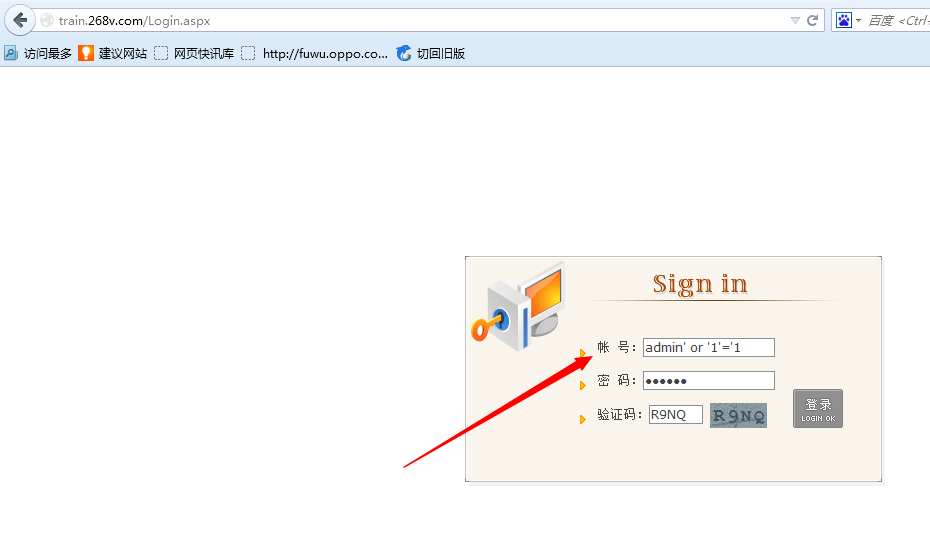 train.268v.com/Login.aspx
百度 <Ctrl+
访问最多 建议网站 网页快讯库 http://fuwu.oppo.co... 切回旧版
Sign in
帐 号： admin' or '1'='1
密 码： ●●●●●●
验证码： R9NQ R9NQ
登录
LOGIN OK